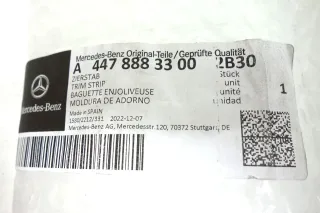 Mercedes-Benz Original-Teile/Geprüfte Qualität
A 447 888 33 00 2B30
ZIERSTAB Stück
TRIM STRIP unit
BAGUETTE ENJOLIVEUSE unité 1
MOLDURA DE ADORNO unidad
Made in SPAIN
2022-12-07
Mercedes-Benz AG, Mercedesstr.120, 70372 Stuttgart, DE
Mercedes-Benz